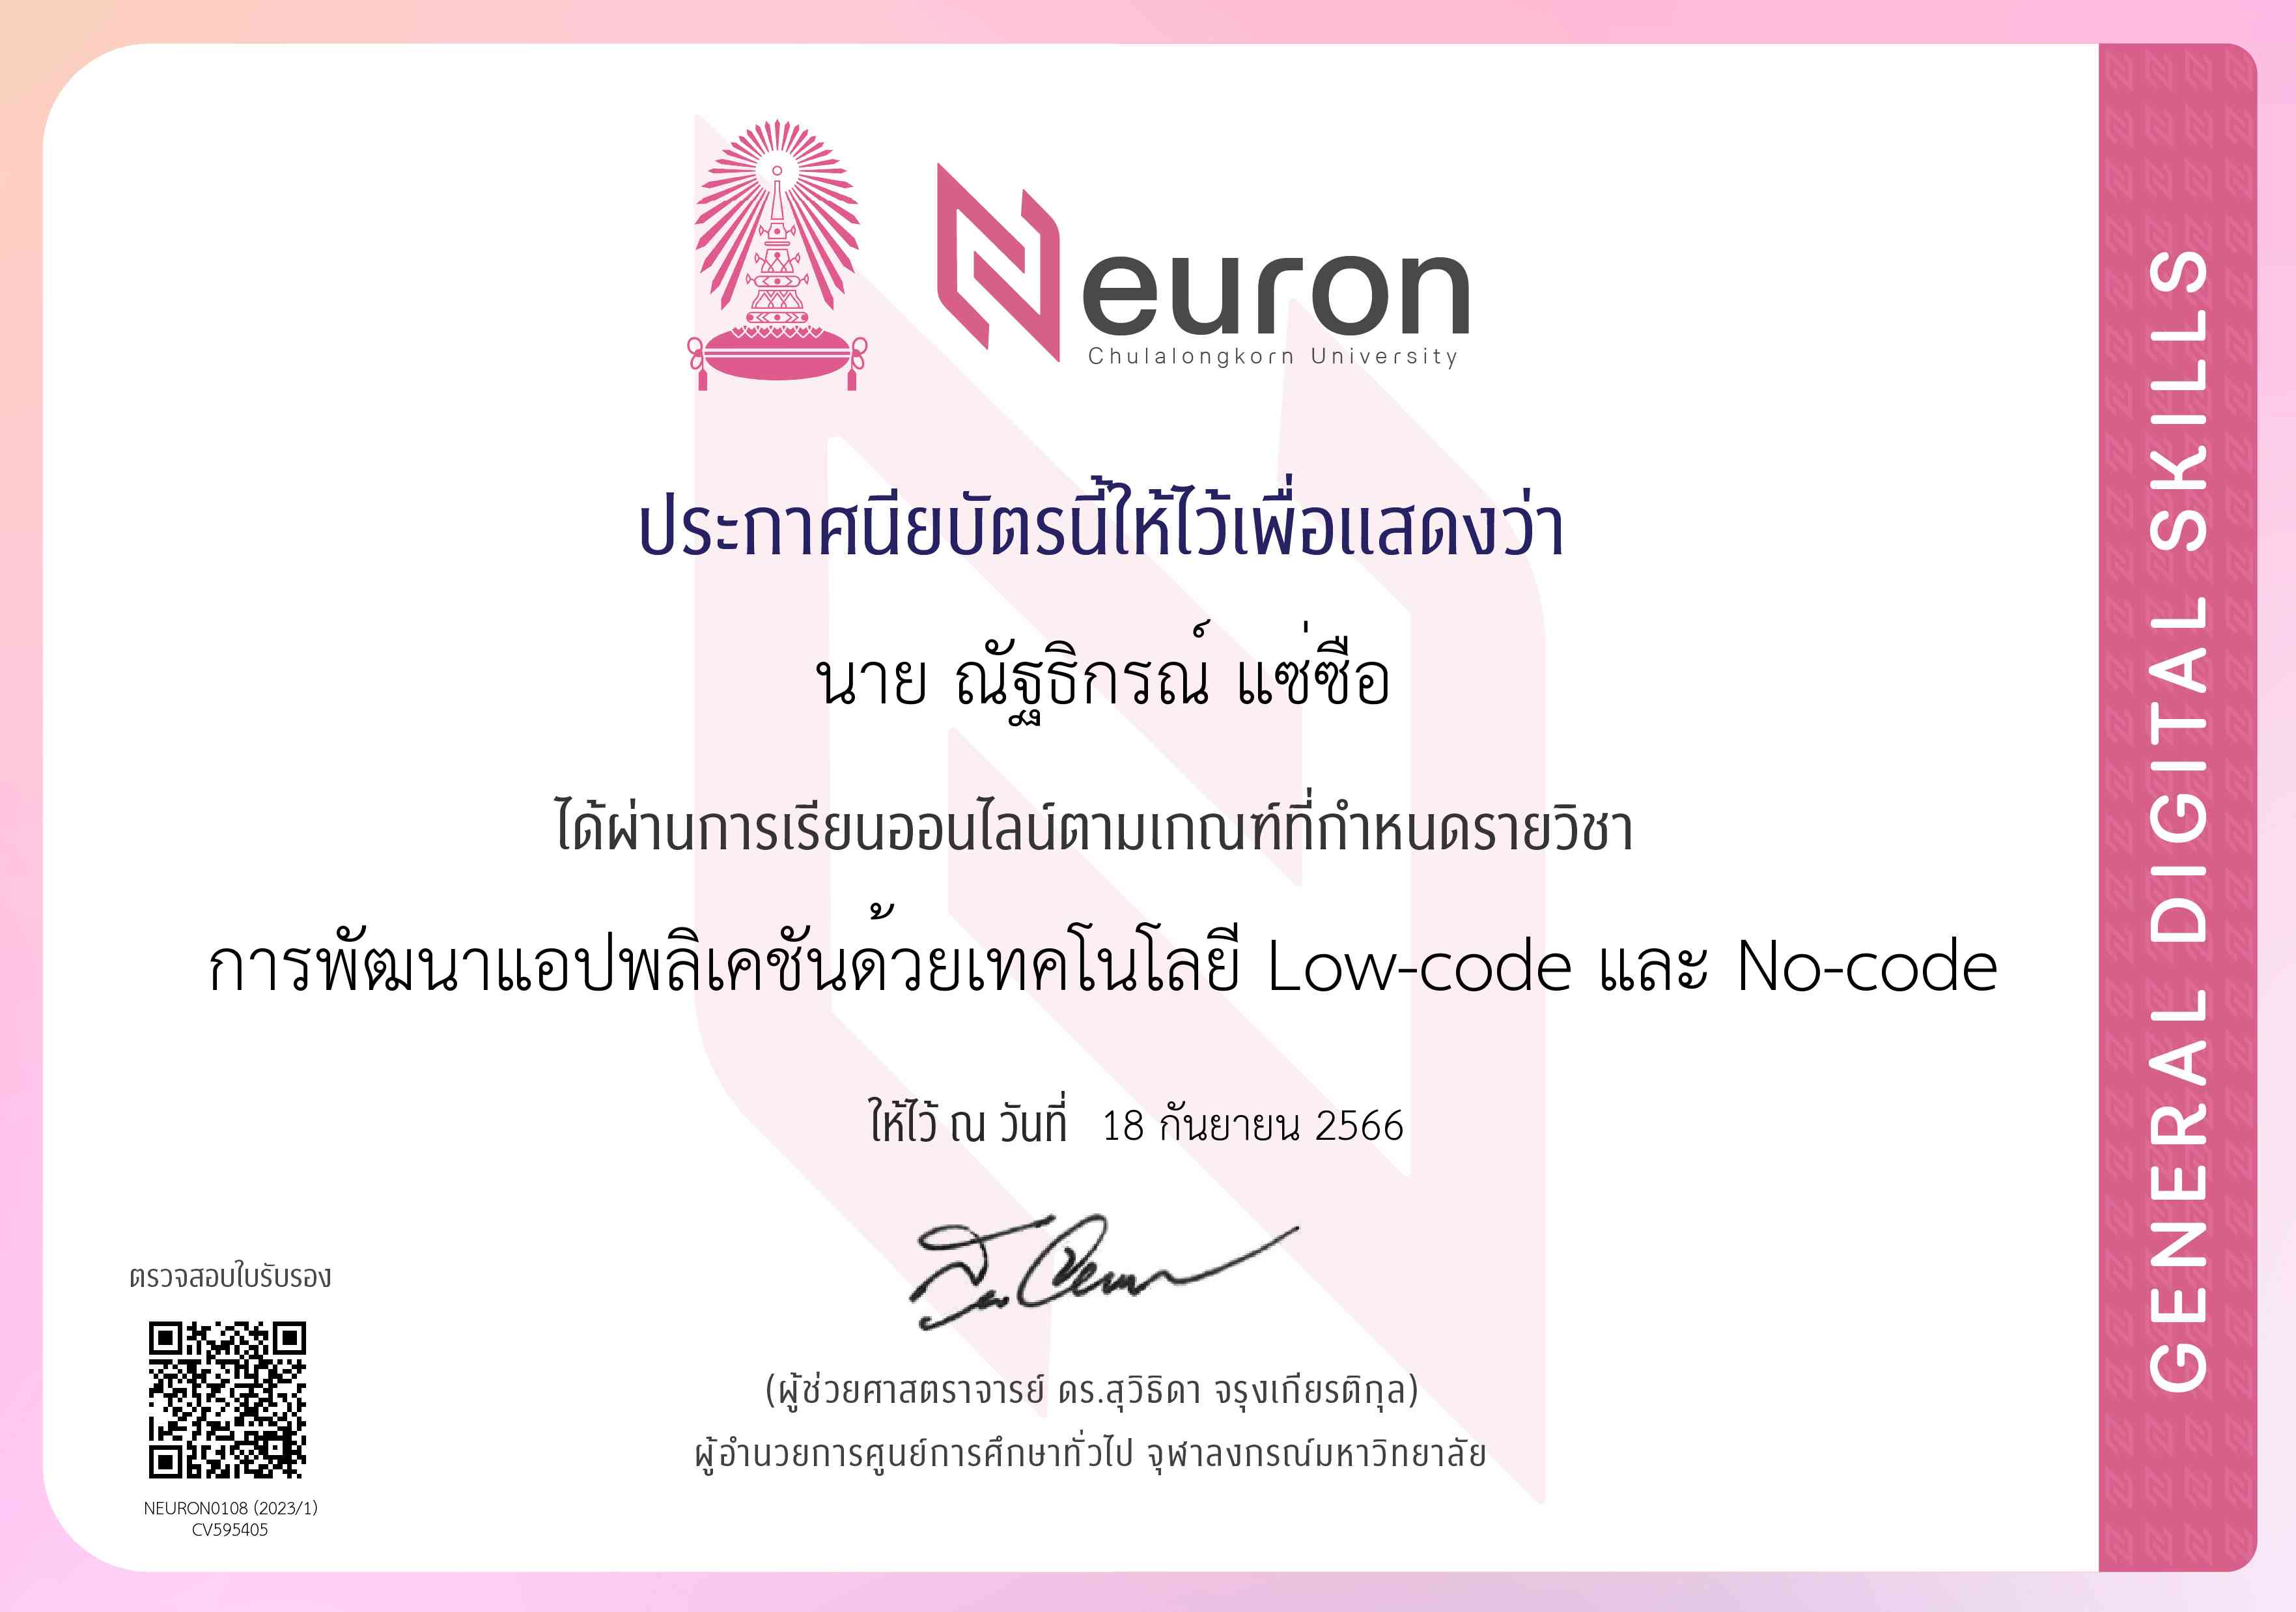 Neuron
Chulalongkorn University
ประกาศนียบัตรนี้ให้ไว้เพื่อแสดงว่า
นาย ณัฐธิกรณ์ แซ่ซือ
ได้ผ่านการเรียนออนไลน์ตามเกณฑ์ที่กำหนดรายวิชา
การพัฒนาแอปพลิเคชันด้วยเทคโนโลยี Low-code และ No-code
ให้ไว้ ณ วันที่ 18 กันยายน 2566
(ผู้ช่วยศาสตราจารย์ ดร.สุวิธิดา จรุงเกียรติกุล)
ผู้อำนวยการศูนย์การศึกษาทั่วไป จุฬาลงกรณ์มหาวิทยาลัย
ตรวจสอบใบรับรอง
NEURON0108 (2023/1)
CV595405
GENERAL DIGITAL SKILLS